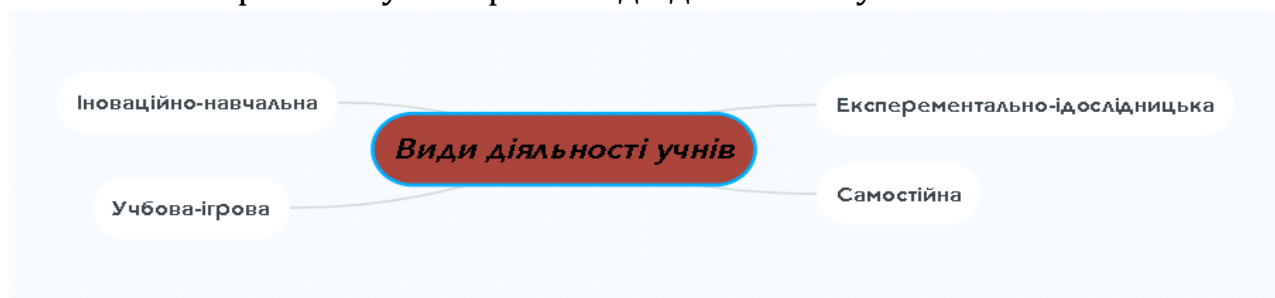 Іноваційно-навчальна
Експерементально-ідослідницька
Види діяльності учнів
Учбова-ігрова
Самостійна